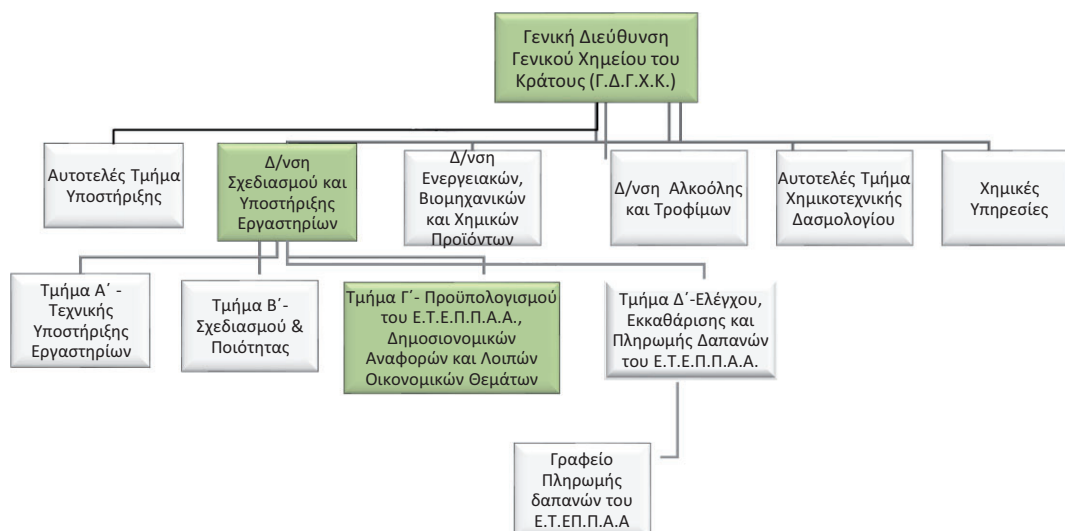 Γενική Διεύθυνση
Γενικού Χημείου του
Κράτους (Γ.Δ.Γ.Χ.Κ.)
Αυτοτελές Τμήμα
Υποστήριξης
Δ/νση
Σχεδιασμού και
Υποστήριξης
Εργαστηρίων
Δ/νση
Ενεργειακών,
Βιομηχανικών
και Χημικών
Προϊόντων
Δ/νση Αλκοόλης
και Τροφίμων
Αυτοτελές Τμήμα
Χημικοτεχνικής
Δασμολογίου
Χημικές
Υπηρεσίες
Τμήμα Α΄ -
Τεχνικής
Υποστήριξης
Εργαστηρίων
Τμήμα Β΄-
Σχεδιασμού &
Ποιότητας
Τμήμα Γ΄- Προϋπολογισμού
του Ε.Τ.Ε.Π.Π.Α.Α.,
Δημοσιονομικών
Αναφορών και Λοιπών
Οικονομικών Θεμάτων
Τμήμα Δ΄-Ελέγχου,
Εκκαθάρισης και
Πληρωμής Δαπανών
του Ε.Τ.Ε.Π.Π.Α.Α.
Γραφείο
Πληρωμής
δαπανών του
Ε.Τ.ΕΠ.Π.Α.Α